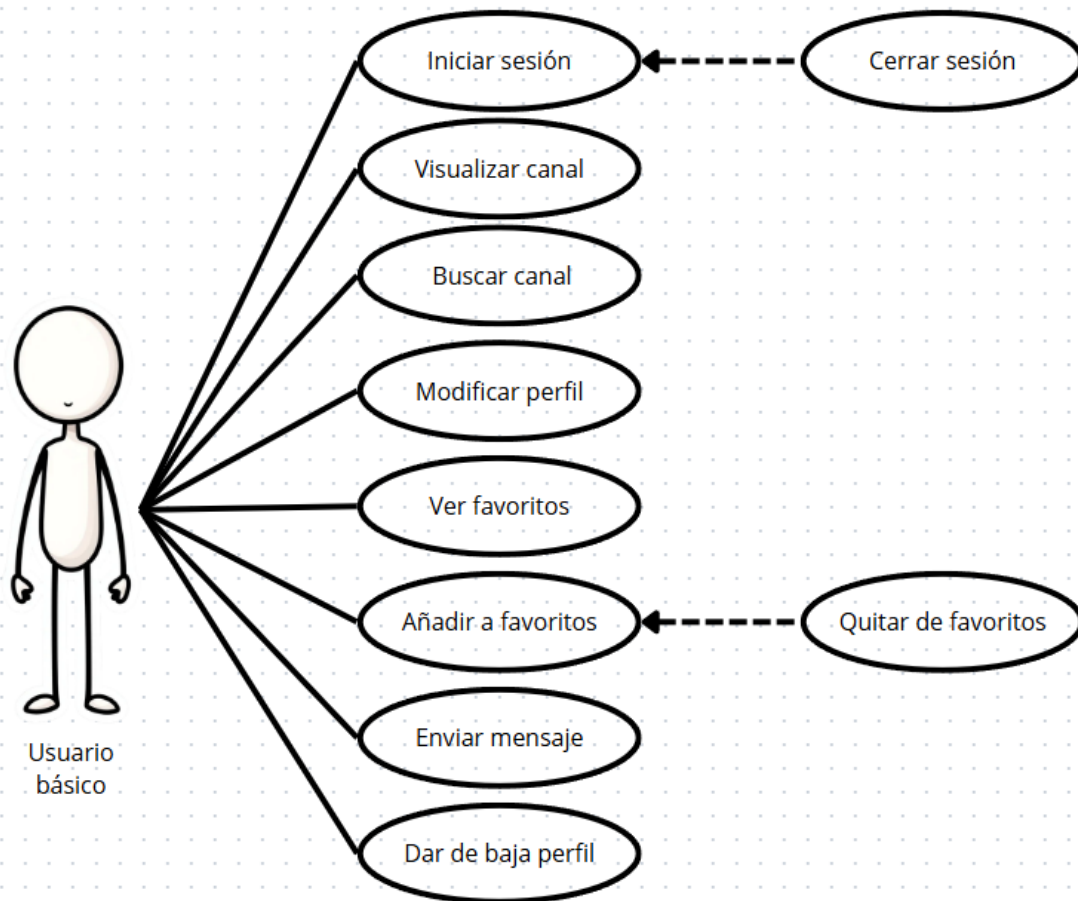 Iniciar sesión
Cerrar sesión
Visualizar canal
Buscar canal
Modificar perfil
Ver favoritos
Añadir a favoritos
Quitar de favoritos
Enviar mensaje
Usuario
básico
Dar de baja perfil